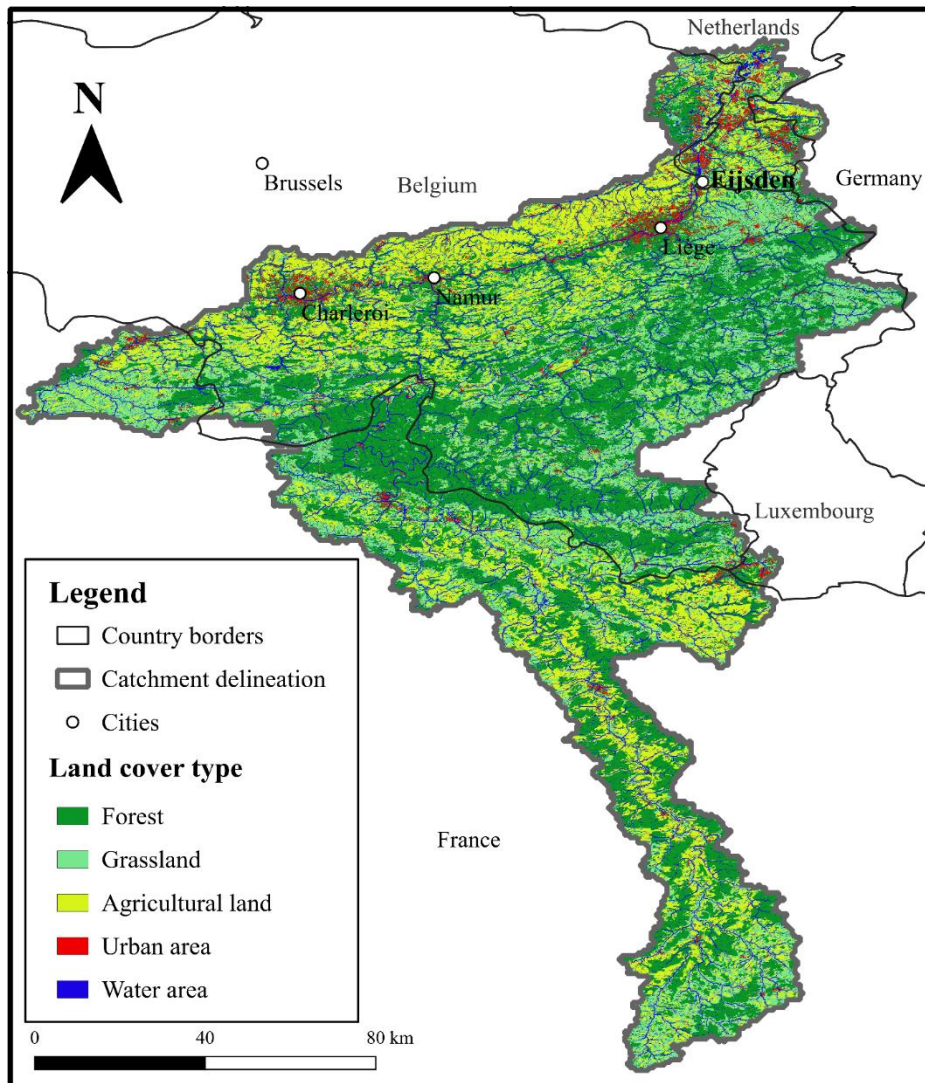 Netherlands
N
Brussels
Belgium
Eijsden
Germany
Liège
Namur
Charleroi
Luxembourg
France
Legend
Country borders
Catchment delineation
Cities
Land cover type
Forest
Grassland
Agricultural land
Urban area
Water area
0 40 80 km